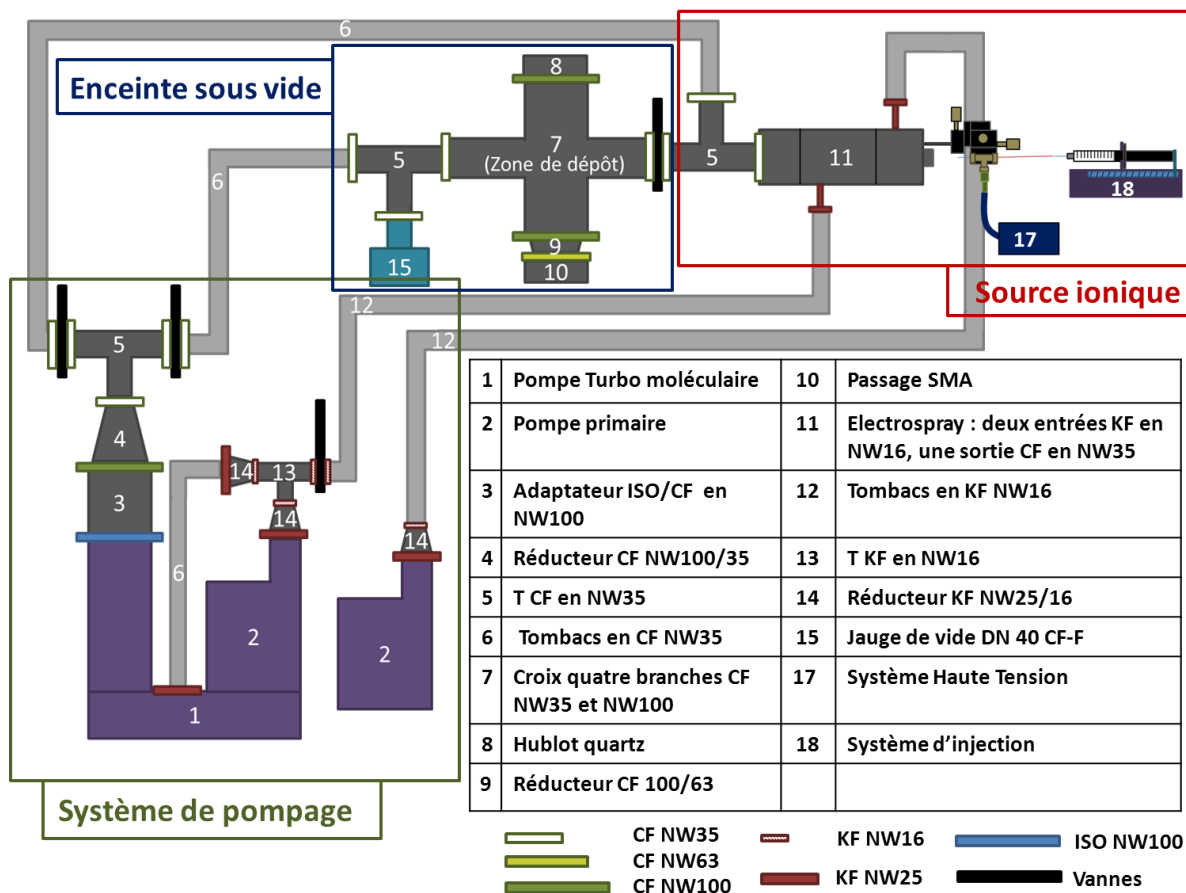 6
Enceinte sous vide
8
7
(Zone de dépôt)
5
6
15
9
10
5
11
18
17
Source ionique
12
12
5
4
3
14
13
14
6
14
2
2
1
Système de pompage
1 Pompe Turbo moléculaire 10 Passage SMA
2 Pompe primaire 11 Electrospray : deux entrées KF en
NW16, une sortie CF en NW35
3 Adaptateur ISO/CF en
NW100
12 Tombacs en KF NW16
4 Réducteur CF NW100/35 13 T KF en NW16
5 T CF en NW35 14 Réducteur KF NW25/16
6 Tombacs en CF NW35 15 Jauge de vide DN 40 CF-F
7 Croix quatre branches CF
NW35 et NW100
17 Système Haute Tension
8 Hublot quartz 18 Système d'injection
9 Réducteur CF 100/63
CF NW35 KF NW16 ISO NW100
CF NW63
CF NW100 KF NW25 Vannes